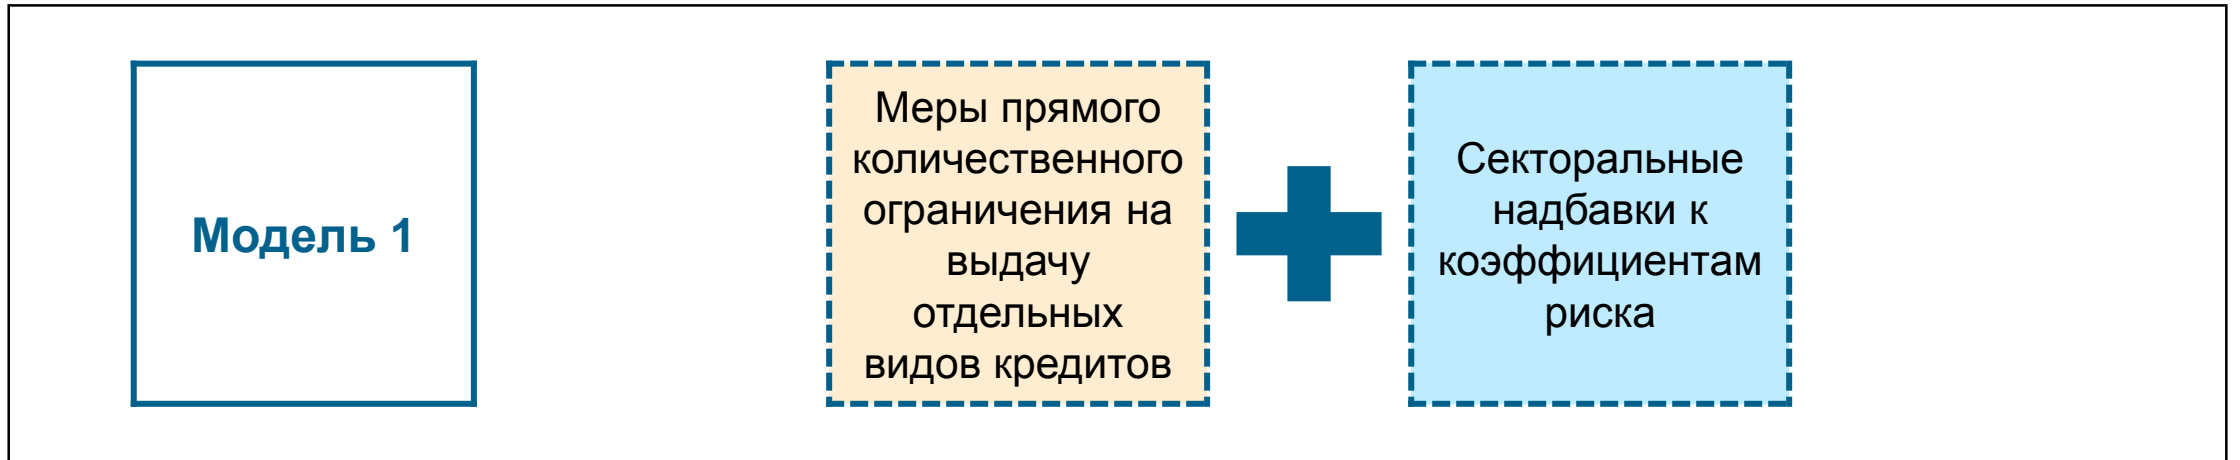 Модель 1
Меры прямого
количественного
ограничения на
выдачу
отдельных
видов кредитов
Секторальные
надбавки к
коэффициентам
риска